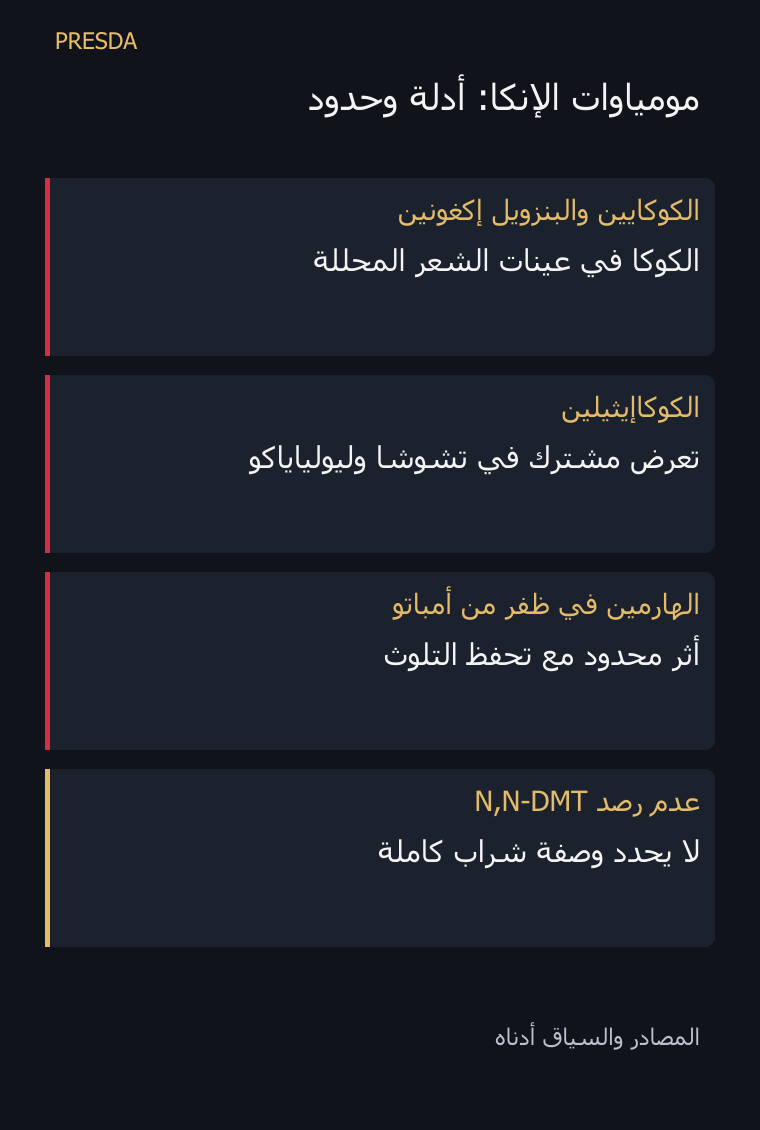 PRESDA
مومياوات الإنكا: أدلة وحدود
الكوكايين والبنزويل إكغونين
الكوكا في عينات الشعر المحللة
الكوكاإيثيلين
تعرض مشترك في تشوشا وليولياياكو
الهارمين في ظفر من أمباتو
أثر محدود مع تحفظ التلوث
عدم رصد N,N-DMT
لا يحدد وصفة شراب كاملة
المصادر والسياق أدناه